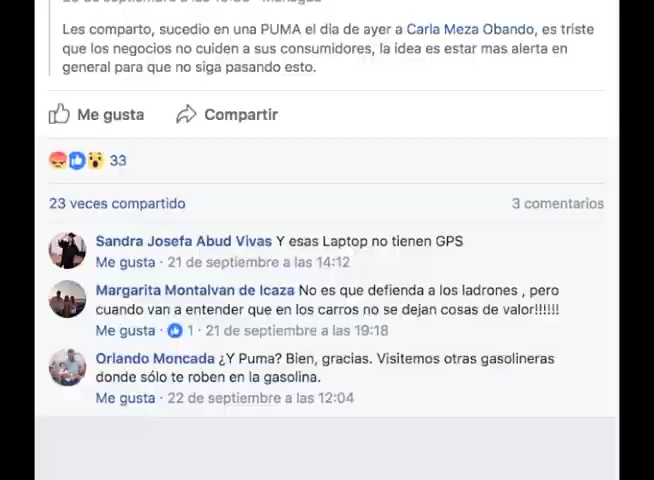 Les comparto, sucedio en una PUMA el dia de ayer a Carla Meza Obando, es triste
que los negocios no cuiden a sus consumidores, la idea es estar mas alerta en
general para que no siga pasando esto.
Me gusta Compartir
33
23 veces compartido 3 comentarios
Sandra Josefa Abud Vivas Y esas Laptop no tienen GPS
Me gusta · 21 de septiembre a las 14:12
Margarita Montalvan de Icaza No es que defienda a los ladrones , pero
cuando van a entender que en los carros no se dejan cosas de valor!!!!!!
Me gusta · 1 · 21 de septiembre a las 19:18
Orlando Moncada ¿Y Puma? Bien, gracias. Visitemos otras gasolineras
donde sólo te roben en la gasolina.
Me gusta · 22 de septiembre a las 12:04